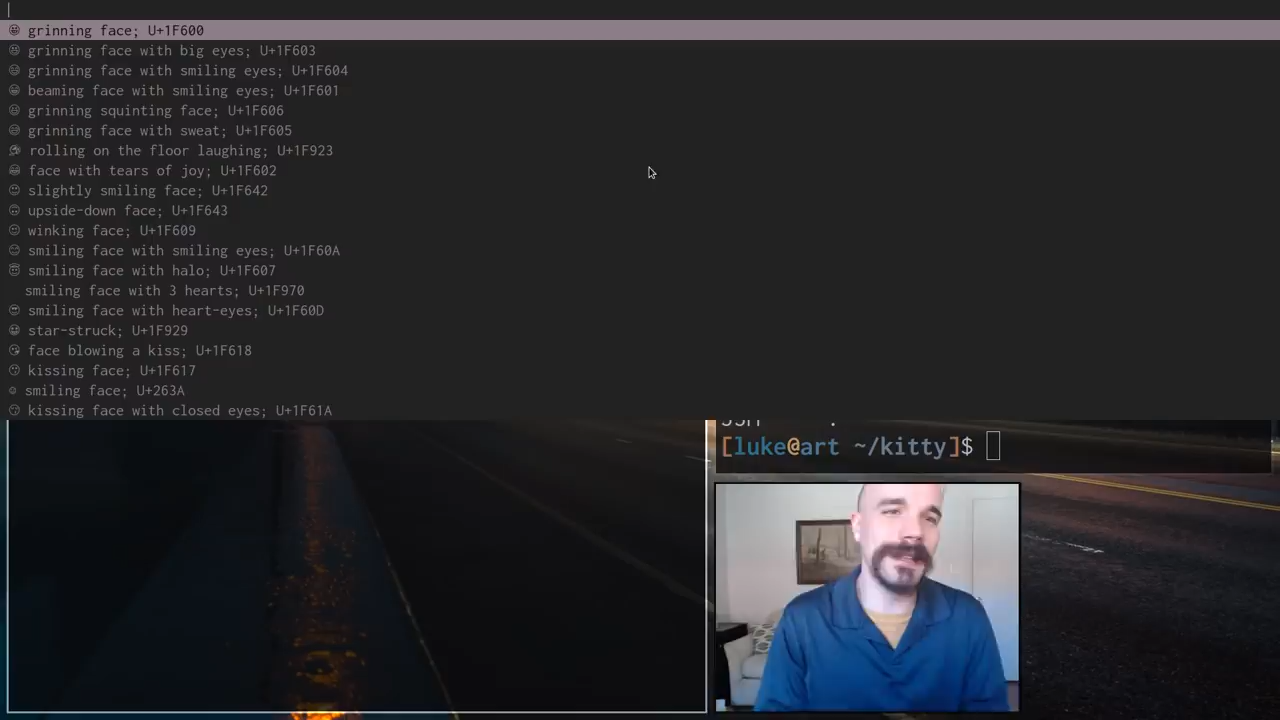 😀 grinning face; U+1F600
😃 grinning face with big eyes; U+1F603
😄 grinning face with smiling eyes; U+1F604
😁 beaming face with smiling eyes; U+1F601
😆 grinning squinting face; U+1F606
😅 grinning face with sweat; U+1F605
🤣 rolling on the floor laughing; U+1F923
😂 face with tears of joy; U+1F602
🙂 slightly smiling face; U+1F642
🙃 upside-down face; U+1F643
😉 winking face; U+1F609
😊 smiling face with smiling eyes; U+1F60A
😇 smiling face with halo; U+1F607
smiling face with 3 hearts; U+1F970
😍 smiling face with heart-eyes; U+1F60D
🤩 star-struck; U+1F929
😘 face blowing a kiss; U+1F618
😗 kissing face; U+1F617
☺ smiling face; U+263A
😚 kissing face with closed eyes; U+1F61A
[luke@art ~/kitty]$